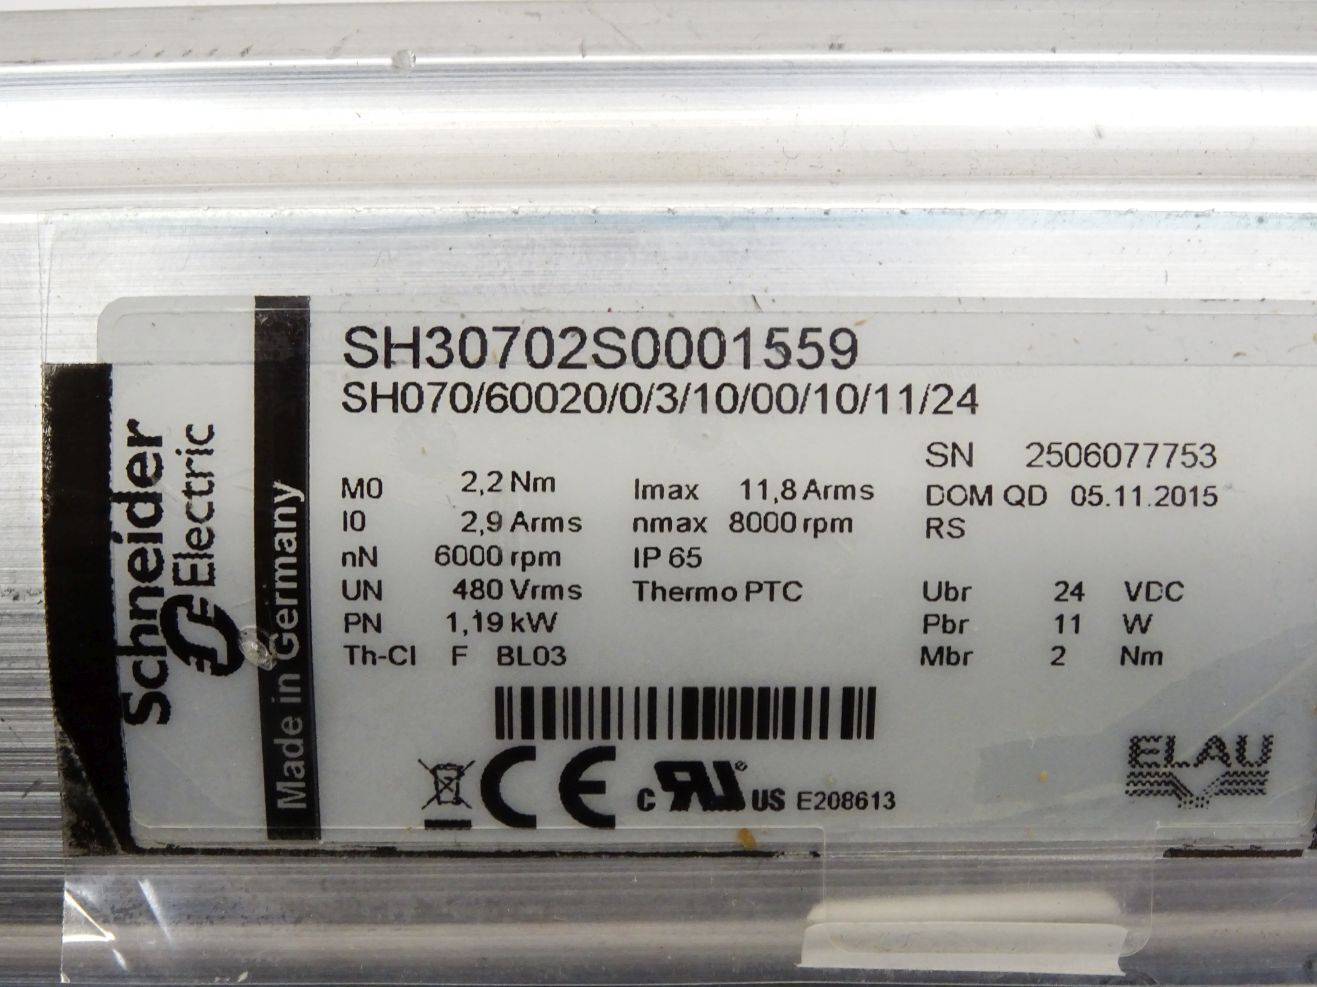 Schneider
Electric
Made in Germany
SH30702S0001559
SH070/60020/0/3/10/00/10/11/24
SN 2506077753
M0 2,2 Nm Imax 11,8 Arms DOM QD 05.11.2015
I0 2,9 Arms nmax 8000 rpm RS
nN 6000 rpm IP 65
UN 480 Vrms Thermo PTC Ubr 24 VDC
PN 1,19 kW Pbr 11 W
Th-Cl F BL03 Mbr 2 Nm
ELAU
CE c RU US E208613